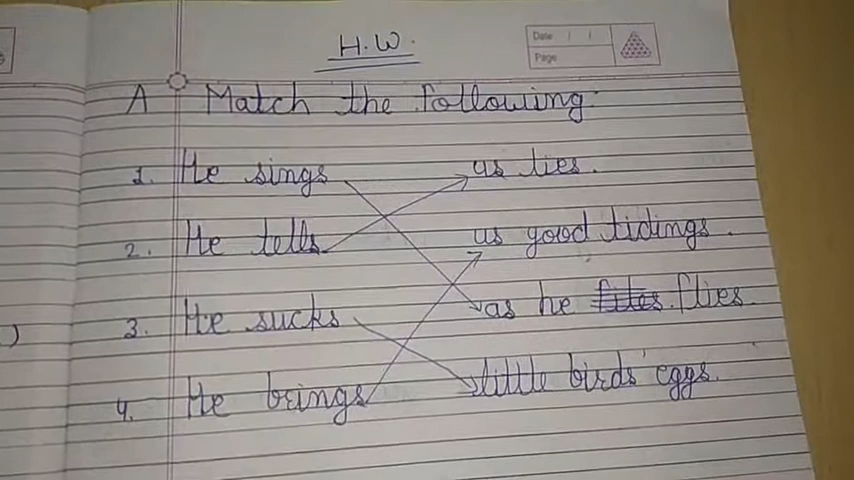 H.W.
Date / /
Page
A Match the following
1. He sings as he flies.
2. He tells us lies.
3. He sucks little birds' eggs.
4. He brings us good tidings.